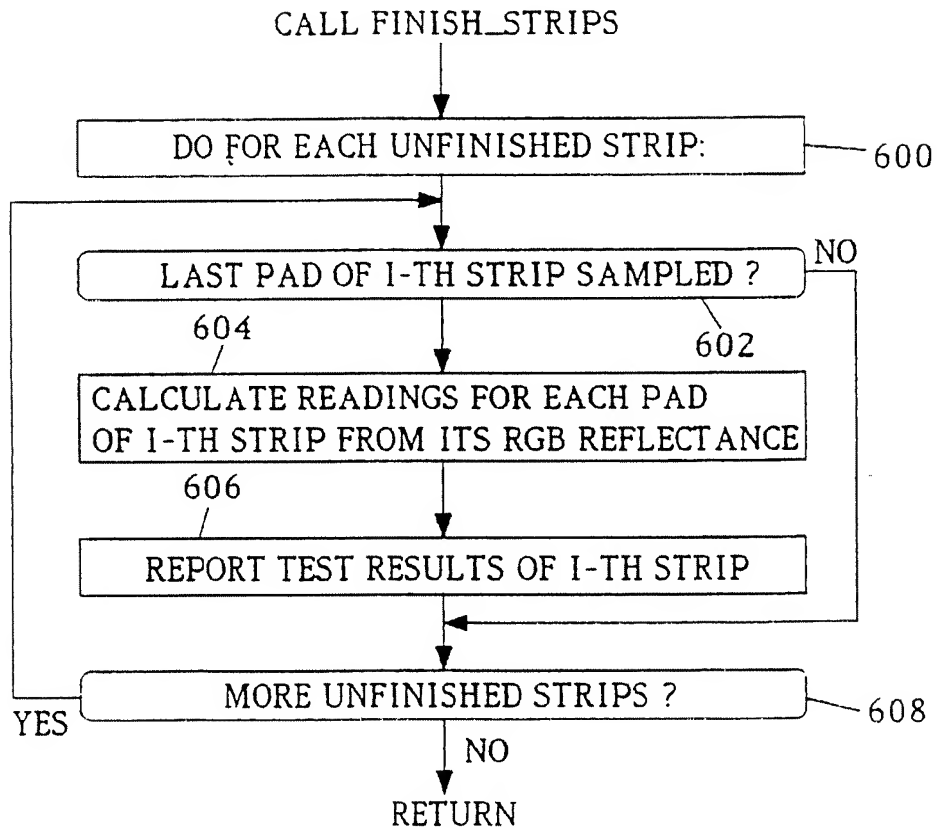 CALL FINISH_STRIPS
DO FOR EACH UNFINISHED STRIP:
600
LAST PAD OF I-TH STRIP SAMPLED ?
NO
602
604
CALCULATE READINGS FOR EACH PAD
OF I-TH STRIP FROM ITS RGB REFLECTANCE
606
REPORT TEST RESULTS OF I-TH STRIP
MORE UNFINISHED STRIPS ?
608
YES
NO
RETURN